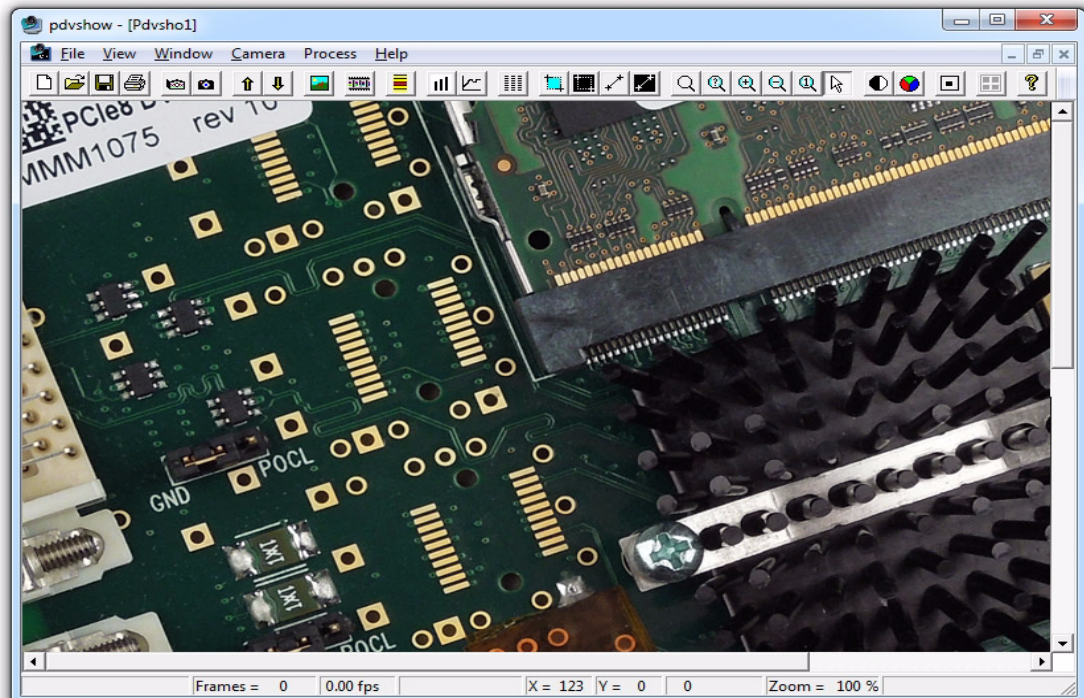 pdvshow - [Pdvsho1]
File View Window Camera Process Help
PCIe8 D
MMM1075 rev 10
POCL
GND
1X1
1X1
POCL
Frames = 0 0.00 fps X = 123 Y = 0 0 Zoom = 100 %